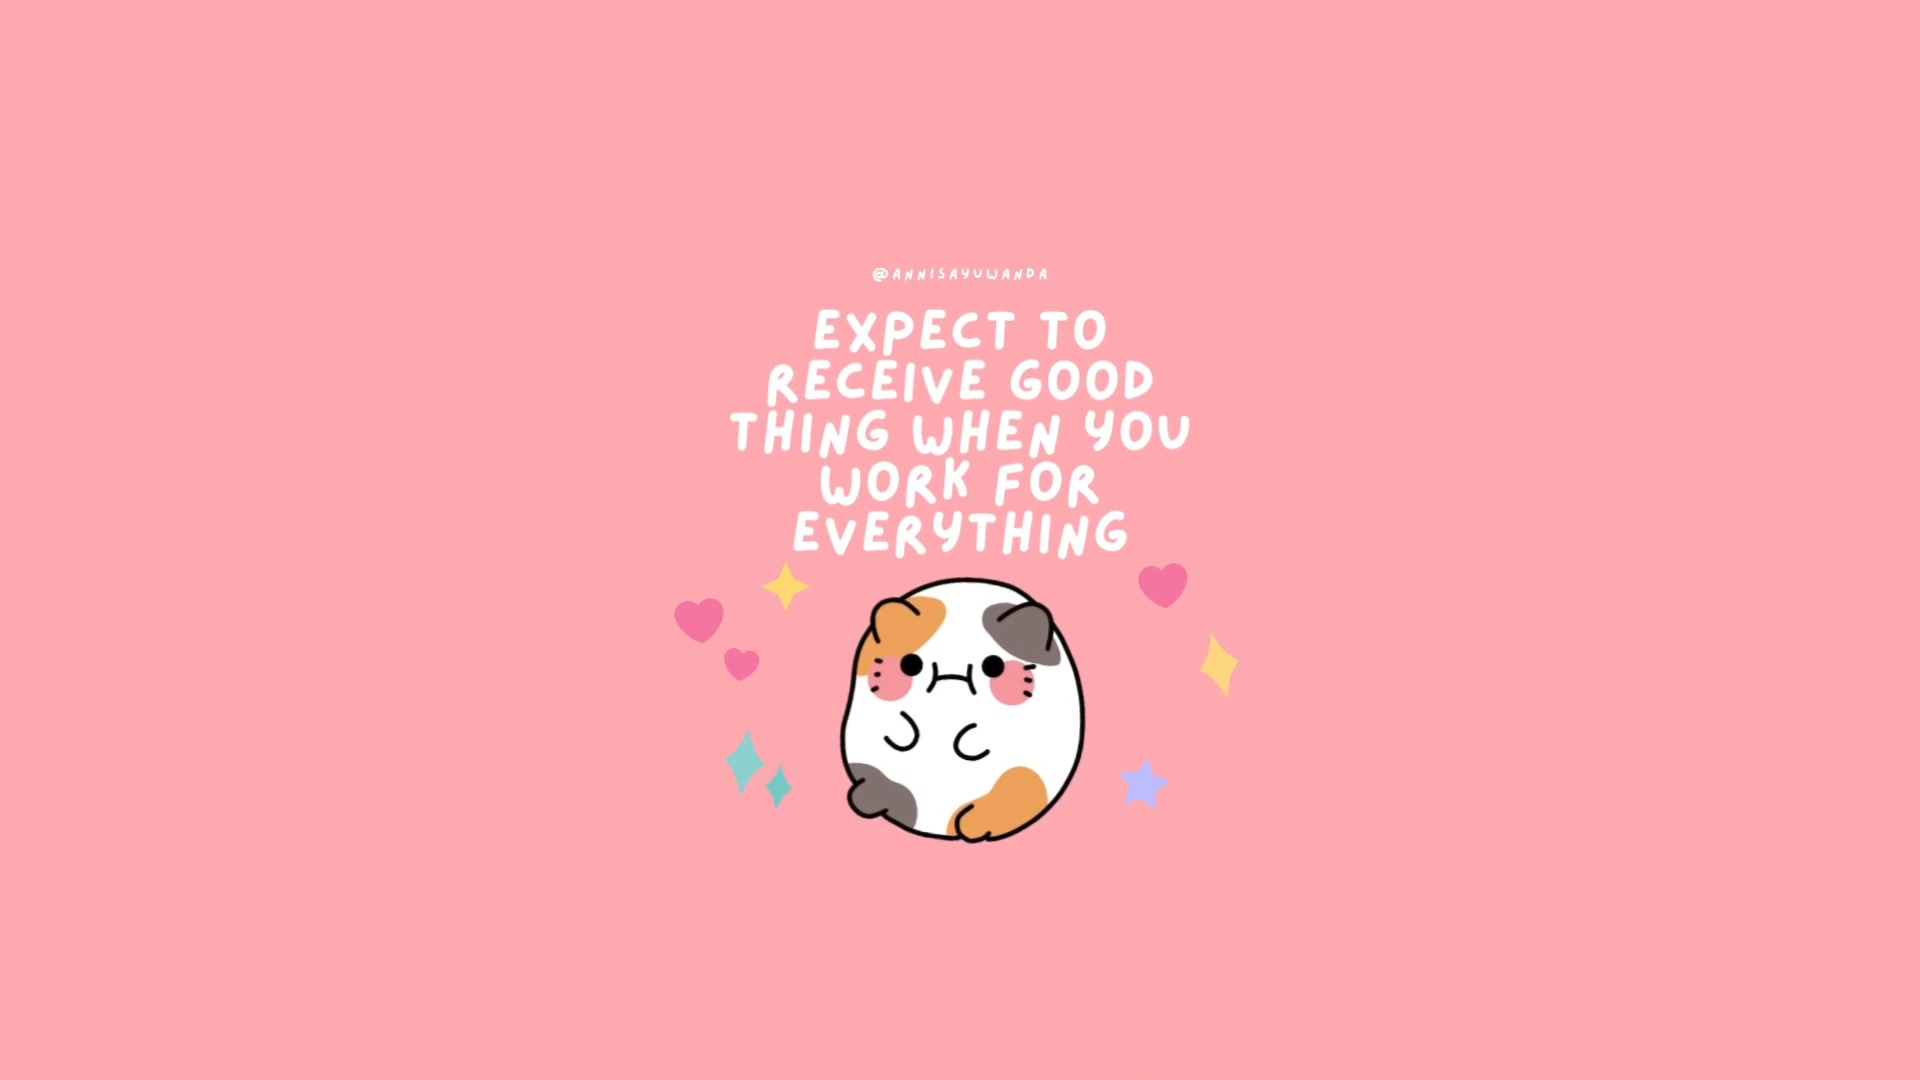 @ANNISAYUWANDA
EXPECT TO
RECEIVE GOOD
THING WHEN YOU
WORK FOR
EVERYTHING